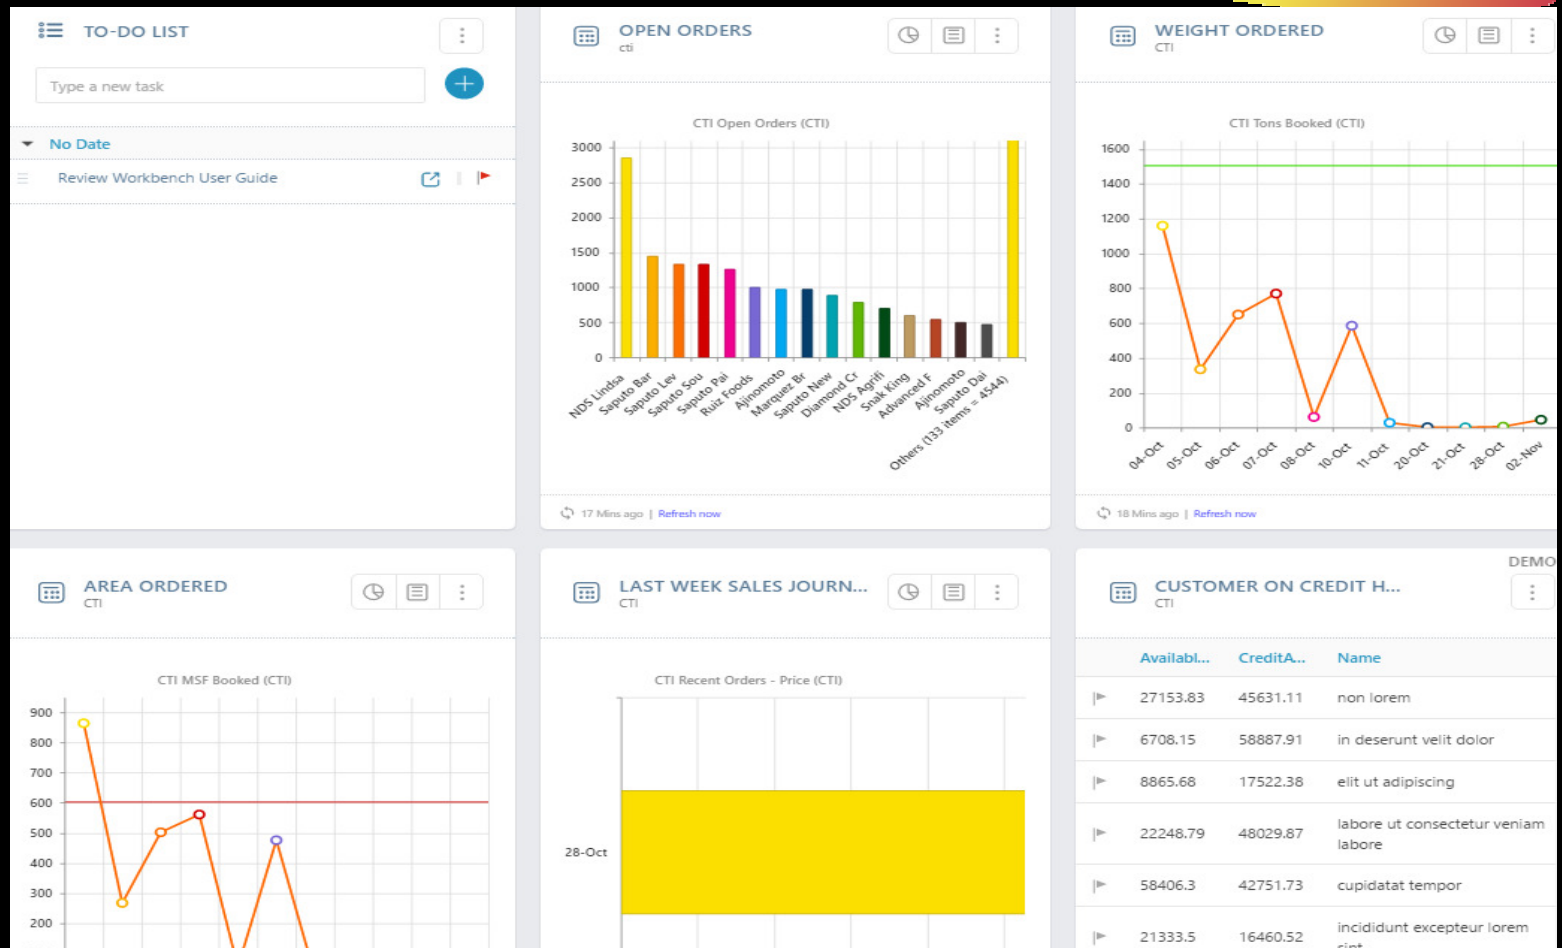 TO-DO LIST
Type a new task
No Date
Review Workbench User Guide
OPEN ORDERS
cti
CTI Open Orders (CTI)
3000
2500
2000
1500
1000
500
0
NDS Lindsa
Saputo Bar
Saputo Lev
Saputo Sou
Saputo Pai
Ruiz Foods
Ajinomoto
Marquez Br
Saputo New
Diamond Cr
NDS Agrifi
Snak King
Advanced F
Ajinomoto
Saputo Dai
Others (133 items = 4544)
17 Mins ago | Refresh now
WEIGHT ORDERED
CTI
CTI Tons Booked (CTI)
1600
1400
1200
1000
800
600
400
200
0
04-Oct
05-Oct
06-Oct
07-Oct
08-Oct
10-Oct
11-Oct
20-Oct
21-Oct
28-Oct
02-Nov
18 Mins ago | Refresh now
AREA ORDERED
CTI
CTI MSF Booked (CTI)
900
800
700
600
500
400
300
200
LAST WEEK SALES JOURN...
CTI
CTI Recent Orders - Price (CTI)
28-Oct
DEMO
CUSTOMER ON CREDIT H...
CTI
Availabl... CreditA... Name
27153.83 45631.11 non lorem
6708.15 58887.91 in deserunt velit dolor
8865.68 17522.38 elit ut adipiscing
22248.79 48029.87 labore ut consectetur veniam
labore
58406.3 42751.73 cupidatat tempor
21333.5 16460.52 incididunt excepteur lorem